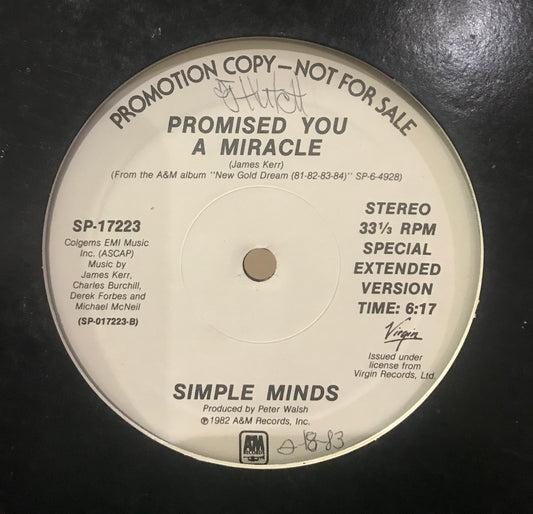 PROMOTION COPY—NOT FOR SALE
PROMISED YOU
A MIRACLE
(James Kerr)
(From the A&M album "New Gold Dream (81-82-83-84)" SP-6-4928)
SP-17223
Colgems EMI Music
Inc. (ASCAP)
Music by
James Kerr,
Charles Burchill,
Derek Forbes and
Michael McNeil
(SP-017223-B)
STEREO
33⅓ RPM
SPECIAL
EXTENDED
VERSION
TIME: 6:17
Virgin
Issued under
license from
Virgin Records, Ltd.
SIMPLE MINDS
Produced by Peter Walsh
℗1982 A&M Records, Inc.
A&M
RECORDS